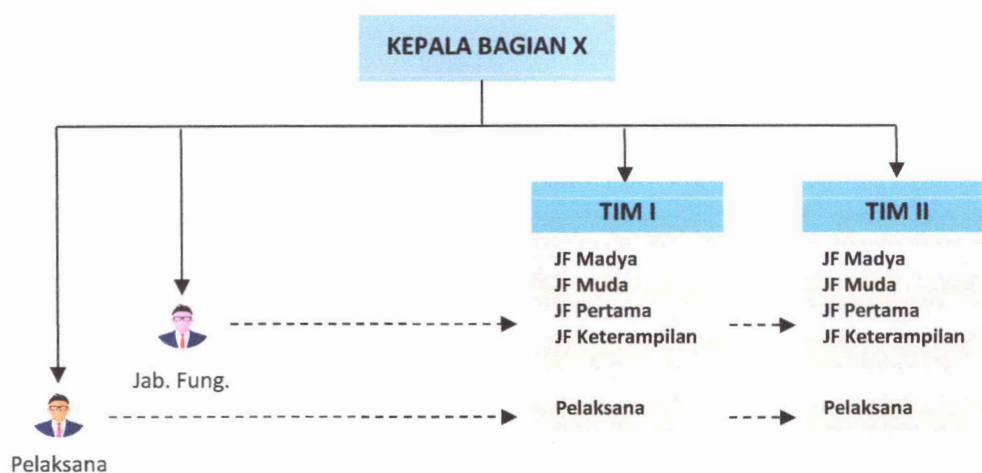 KEPALA BAGIAN X
TIM I
JF Madya
JF Muda
JF Pertama
JF Keterampilan
Pelaksana
TIM II
JF Madya
JF Muda
JF Pertama
JF Keterampilan
Pelaksana
Jab. Fung.
Pelaksana